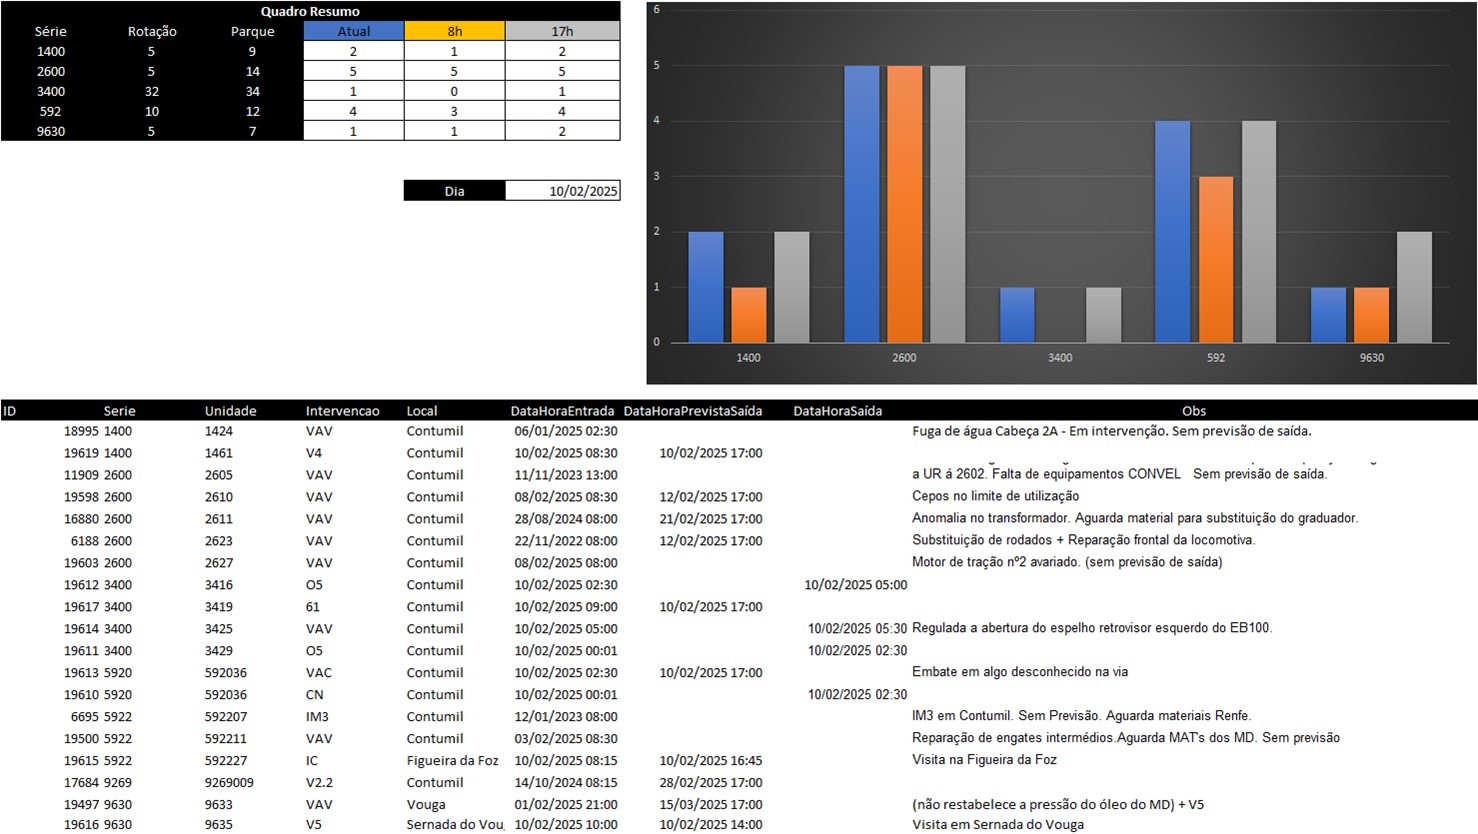 Quadro Resumo
Série Rotação Parque Atual 8h 17h
1400 5 9 2 1 2
2600 5 14 5 5 5
3400 32 34 1 0 1
592 10 12 4 3 4
9630 5 7 1 1 2
Dia 10/02/2025
6
5
4
3
2
1
0
1400 2600 3400 592 9630
ID Serie Unidade Intervencao Local DataHoraEntrada DataHoraPrevistaSaída DataHoraSaída Obs
18995 1400 1424 VAV Contumil 06/01/2025 02:30 Fuga de água Cabeça 2A - Em intervenção. Sem previsão de saída.
19619 1400 1461 V4 Contumil 10/02/2025 08:30 10/02/2025 17:00
11909 2600 2605 VAV Contumil 11/11/2023 13:00 a UR á 2602. Falta de equipamentos CONVEL Sem previsão de saída.
19598 2600 2610 VAV Contumil 08/02/2025 08:30 12/02/2025 17:00 Cepos no limite de utilização
16880 2600 2611 VAV Contumil 28/08/2024 08:00 21/02/2025 17:00 Anomalia no transformador. Aguarda material para substituição do graduador.
6188 2600 2623 VAV Contumil 22/11/2022 08:00 12/02/2025 17:00 Substituição de rodados + Reparação frontal da locomotiva.
19603 2600 2627 VAV Contumil 08/02/2025 08:00 Motor de tração nº2 avariado. (sem previsão de saída)
19612 3400 3416 O5 Contumil 10/02/2025 02:30 10/02/2025 05:00
19617 3400 3419 61 Contumil 10/02/2025 09:00 10/02/2025 17:00
19614 3400 3425 VAV Contumil 10/02/2025 05:00 10/02/2025 05:30 Regulada a abertura do espelho retrovisor esquerdo do EB100.
19611 3400 3429 O5 Contumil 10/02/2025 00:01 10/02/2025 02:30
19613 5920 592036 VAC Contumil 10/02/2025 02:30 10/02/2025 17:00 Embate em algo desconhecido na via
19610 5920 592036 CN Contumil 10/02/2025 00:01 10/02/2025 02:30
6695 5922 592207 IM3 Contumil 12/01/2023 08:00 IM3 em Contumil. Sem Previsão. Aguarda materiais Renfe.
19500 5922 592211 VAV Contumil 03/02/2025 08:30 Reparação de engates intermédios.Aguarda MAT's dos MD. Sem previsão
19615 5922 592227 IC Figueira da Foz 10/02/2025 08:15 10/02/2025 16:45 Visita na Figueira da Foz
17684 9269 9269009 V2.2 Contumil 14/10/2024 08:15 28/02/2025 17:00
19497 9630 9633 VAV Vouga 01/02/2025 21:00 15/03/2025 17:00 (não restabelece a pressão do óleo do MD) + V5
19616 9630 9635 V5 Sernada do Vou 10/02/2025 10:00 10/02/2025 14:00 Visita em Sernada do Vouga